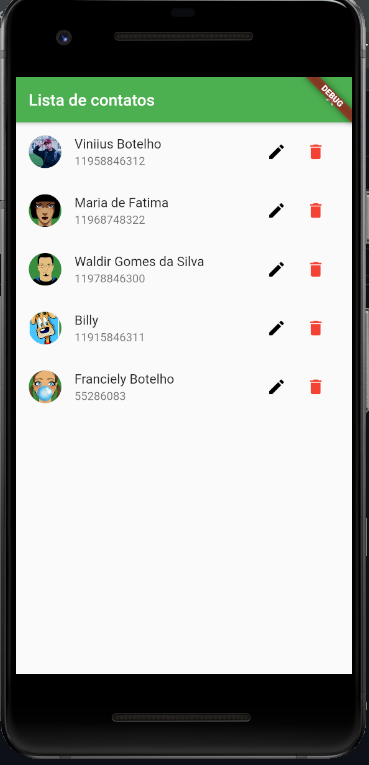 Lista de contatos
DEBUG
Viniius Botelho
11958846312
Maria de Fatima
11968748322
Waldir Gomes da Silva
11978846300
Billy
11915846311
Franciely Botelho
55286083